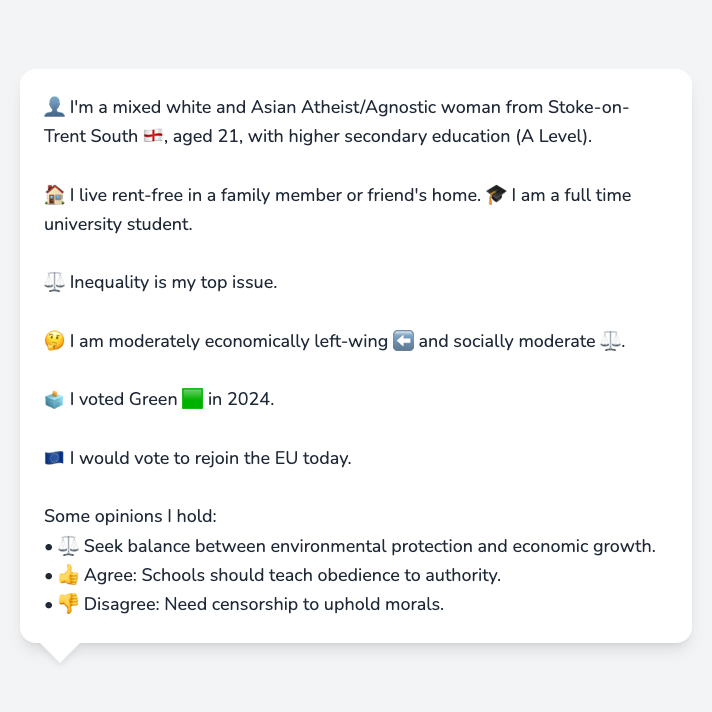 👤 I'm a mixed white and Asian Atheist/Agnostic woman from Stoke-on-
Trent South 🏴󠁧󠁢󠁥󠁮󠁧󠁿, aged 21, with higher secondary education (A Level).
🏠 I live rent-free in a family member or friend's home. 🎓 I am a full time
university student.
⚖️ Inequality is my top issue.
🤔 I am moderately economically left-wing ⬅️ and socially moderate ⚖️.
🗳️ I voted Green 🟩 in 2024.
🇪🇺 I would vote to rejoin the EU today.
Some opinions I hold:
• ⚖️ Seek balance between environmental protection and economic growth.
• 👍 Agree: Schools should teach obedience to authority.
• 👎 Disagree: Need censorship to uphold morals.